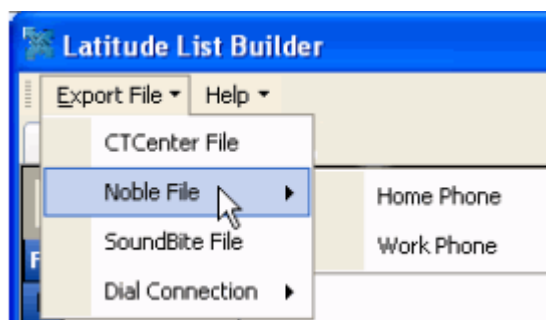 Latitude List Builder
Export File Help
CTCenter File
Noble File
Home Phone
SoundBite File
Work Phone
Dial Connection